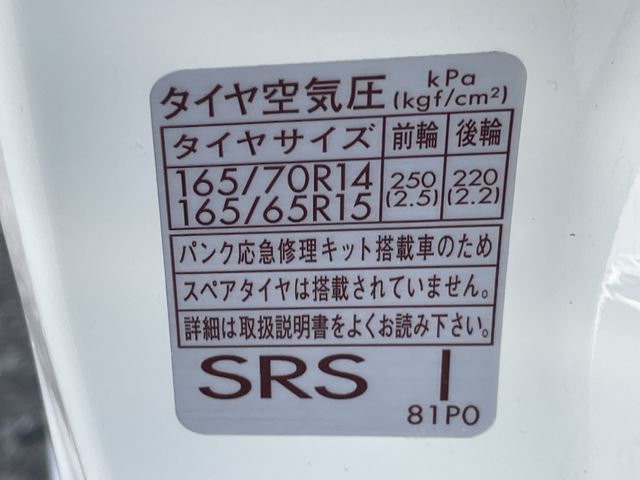 タイヤ空気圧 kPa (kgf/cm²)
タイヤサイズ 前輪 後輪
165/70R14 250 220
165/65R15 (2.5) (2.2)
パンク応急修理キット搭載車のため
スペアタイヤは搭載されていません。
詳細は取扱説明書をよくお読み下さい。
SRS I
81P0